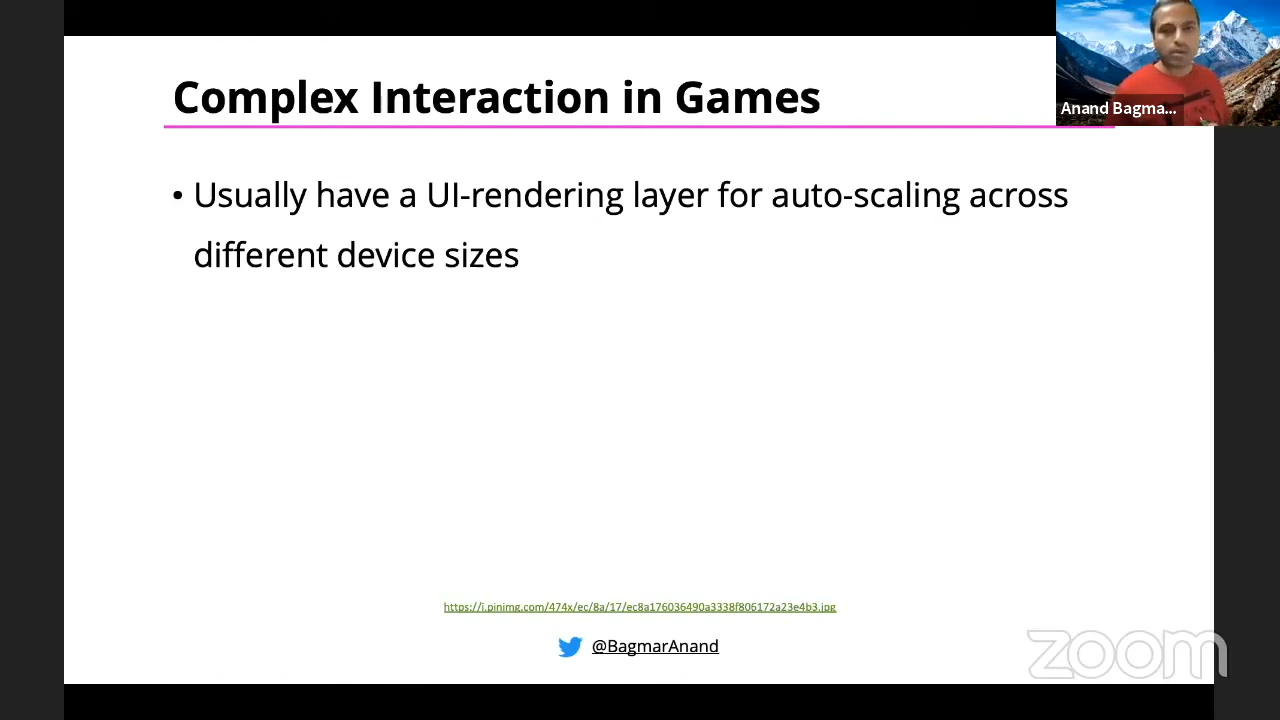 Complex Interaction in Games
Anand Bagma...
• Usually have a UI-rendering layer for auto-scaling across
different device sizes
https://i.pinimg.com/474x/ec/8a/17/ec8a176036490a3338f806172a23e4b3.jpg
@BagmarAnand
zoom